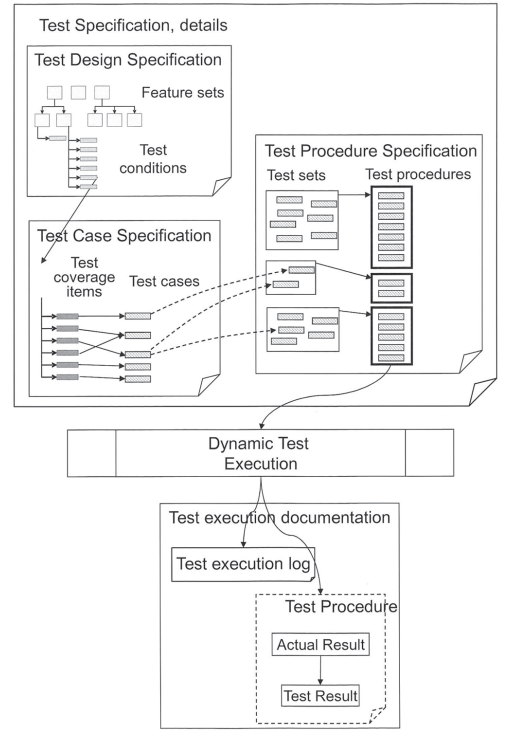 Test Specification, details
Test Design Specification
Feature sets
Test
conditions
Test Procedure Specification
Test sets
Test procedures
Test Case Specification
Test
coverage
items
Test cases
Dynamic Test
Execution
Test execution documentation
Test execution log
Test Procedure
Actual Result
Test Result